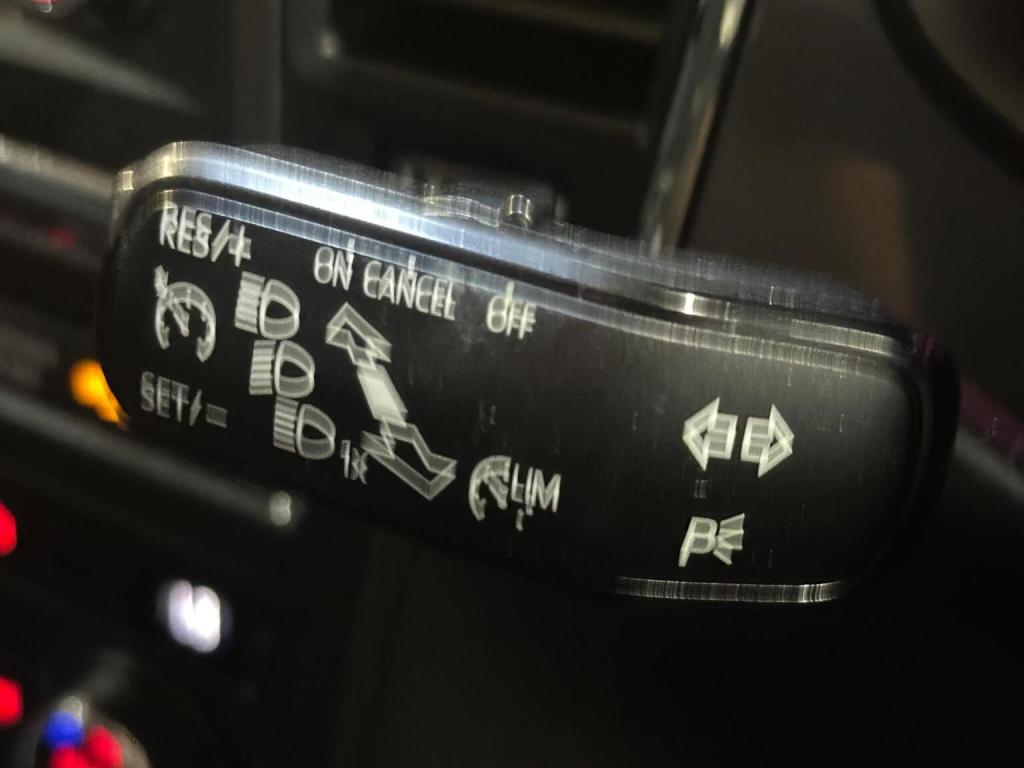 RES/+
ON CANCEL OFF
SET/-
1x
LIM
P